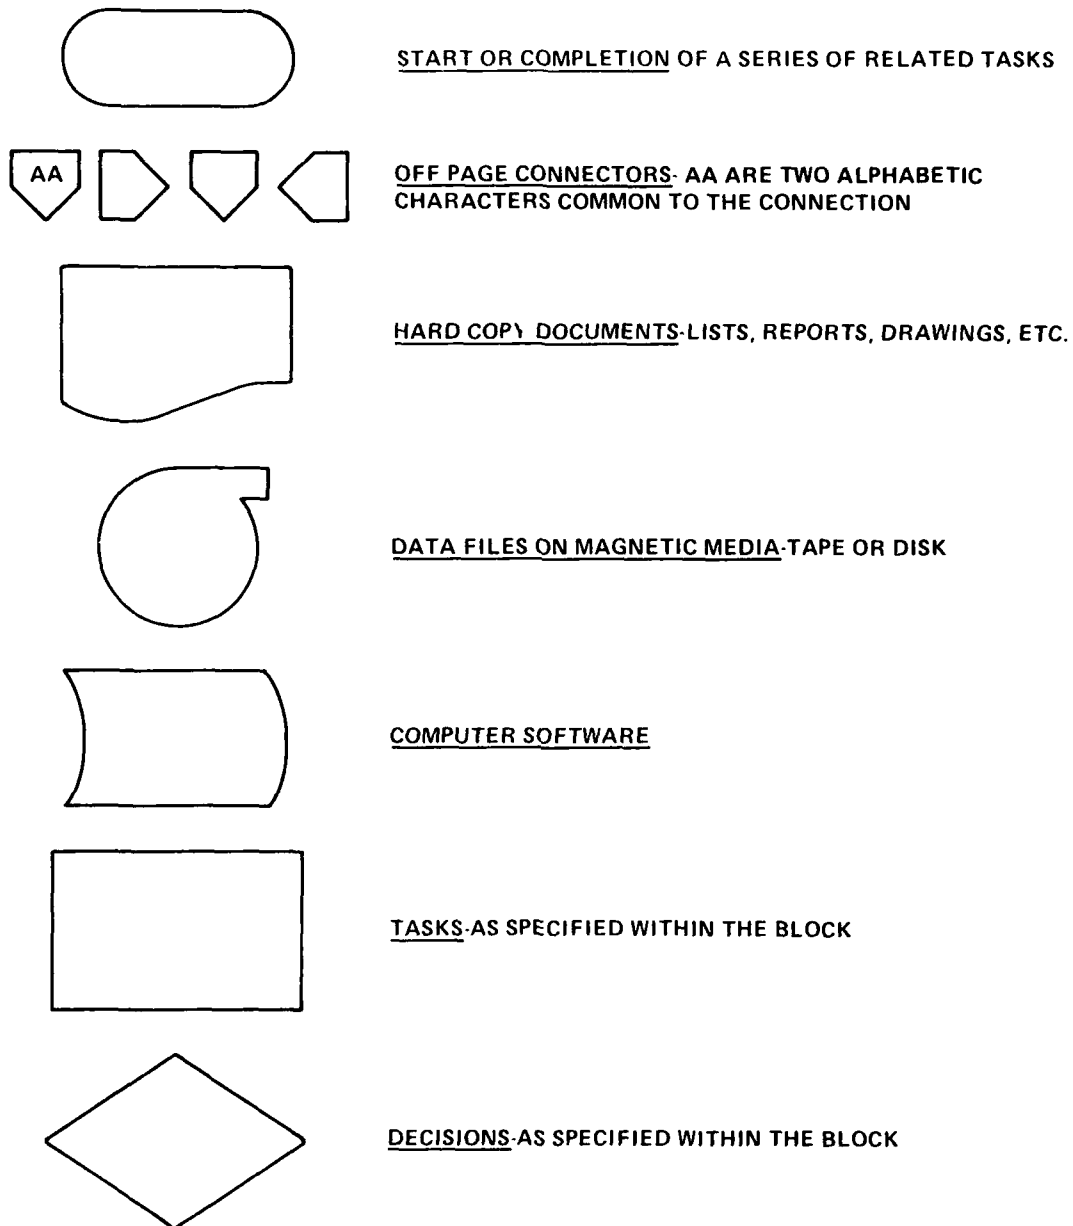 START OR COMPLETION OF A SERIES OF RELATED TASKS
AA
OFF PAGE CONNECTORS- AA ARE TWO ALPHABETIC
CHARACTERS COMMON TO THE CONNECTION
HARD COPY DOCUMENTS-LISTS, REPORTS, DRAWINGS, ETC.
DATA FILES ON MAGNETIC MEDIA-TAPE OR DISK
COMPUTER SOFTWARE
TASKS-AS SPECIFIED WITHIN THE BLOCK
DECISIONS-AS SPECIFIED WITHIN THE BLOCK